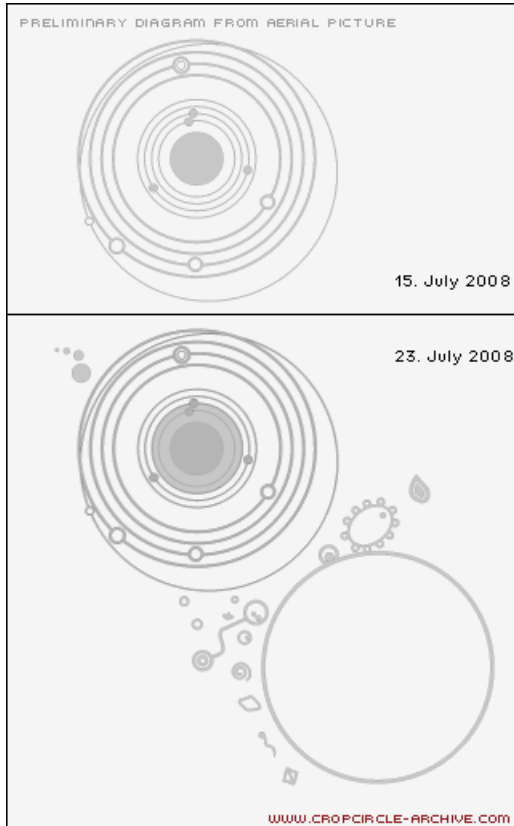 PRELIMINARY DIAGRAM FROM AERIAL PICTURE
15. July 2008
23. July 2008
WWW.CROPCIRCLE-ARCHIVE.COM